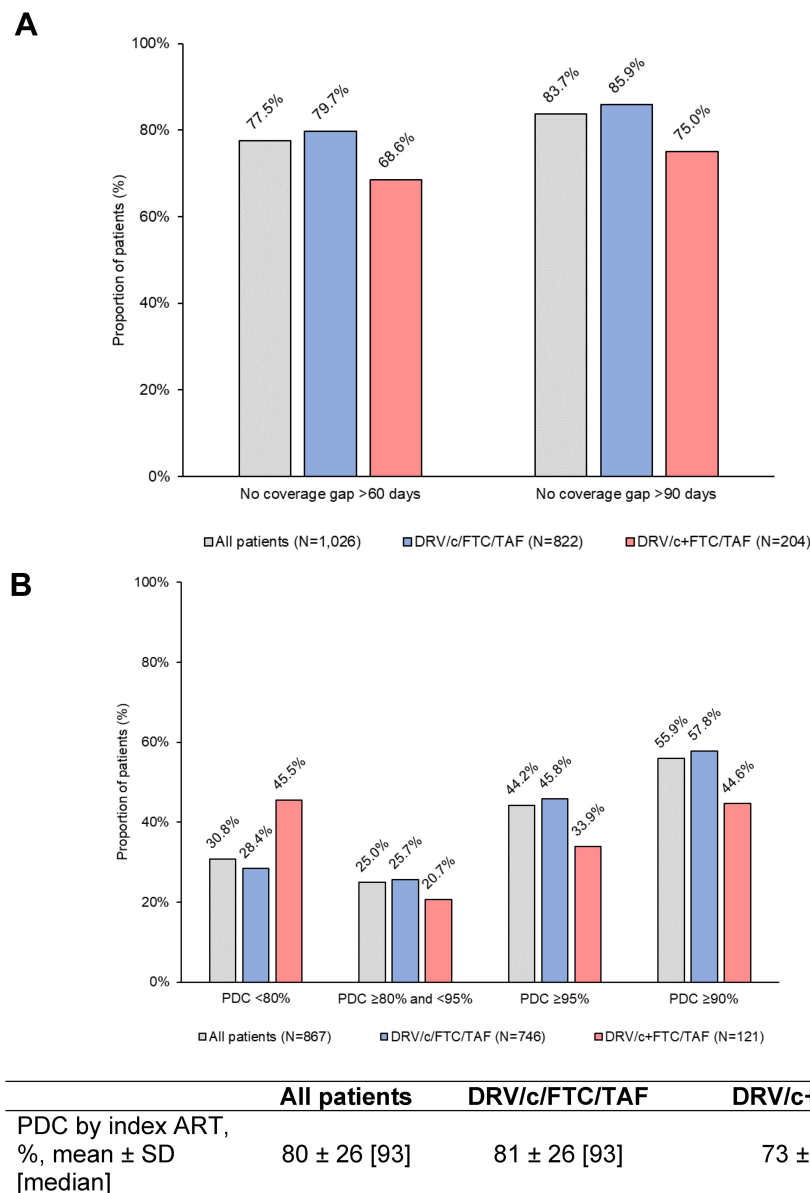 A
100%
80%
60%
40%
20%
0%
Proportion of patients (%)
77.5%
79.7%
68.6%
83.7%
85.9%
75.0%
No coverage gap >60 days
No coverage gap >90 days
All patients (N=1,026)
DRV/c/FTC/TAF (N=822)
DRV/c+FTC/TAF (N=204)
B
100%
80%
60%
40%
20%
0%
Proportion of patients (%)
30.8%
28.4%
45.5%
25.0%
25.7%
20.7%
44.2%
45.8%
33.9%
55.9%
57.8%
44.6%
PDC <80%
PDC ≥80% and <95%
PDC ≥95%
PDC ≥90%
All patients (N=867)
DRV/c/FTC/TAF (N=746)
DRV/c+FTC/TAF (N=121)
All patients DRV/c/FTC/TAF DRV/c+
PDC by index ART,
%, mean ± SD 80 ± 26 [93] 81 ± 26 [93] 73 ±
[median]